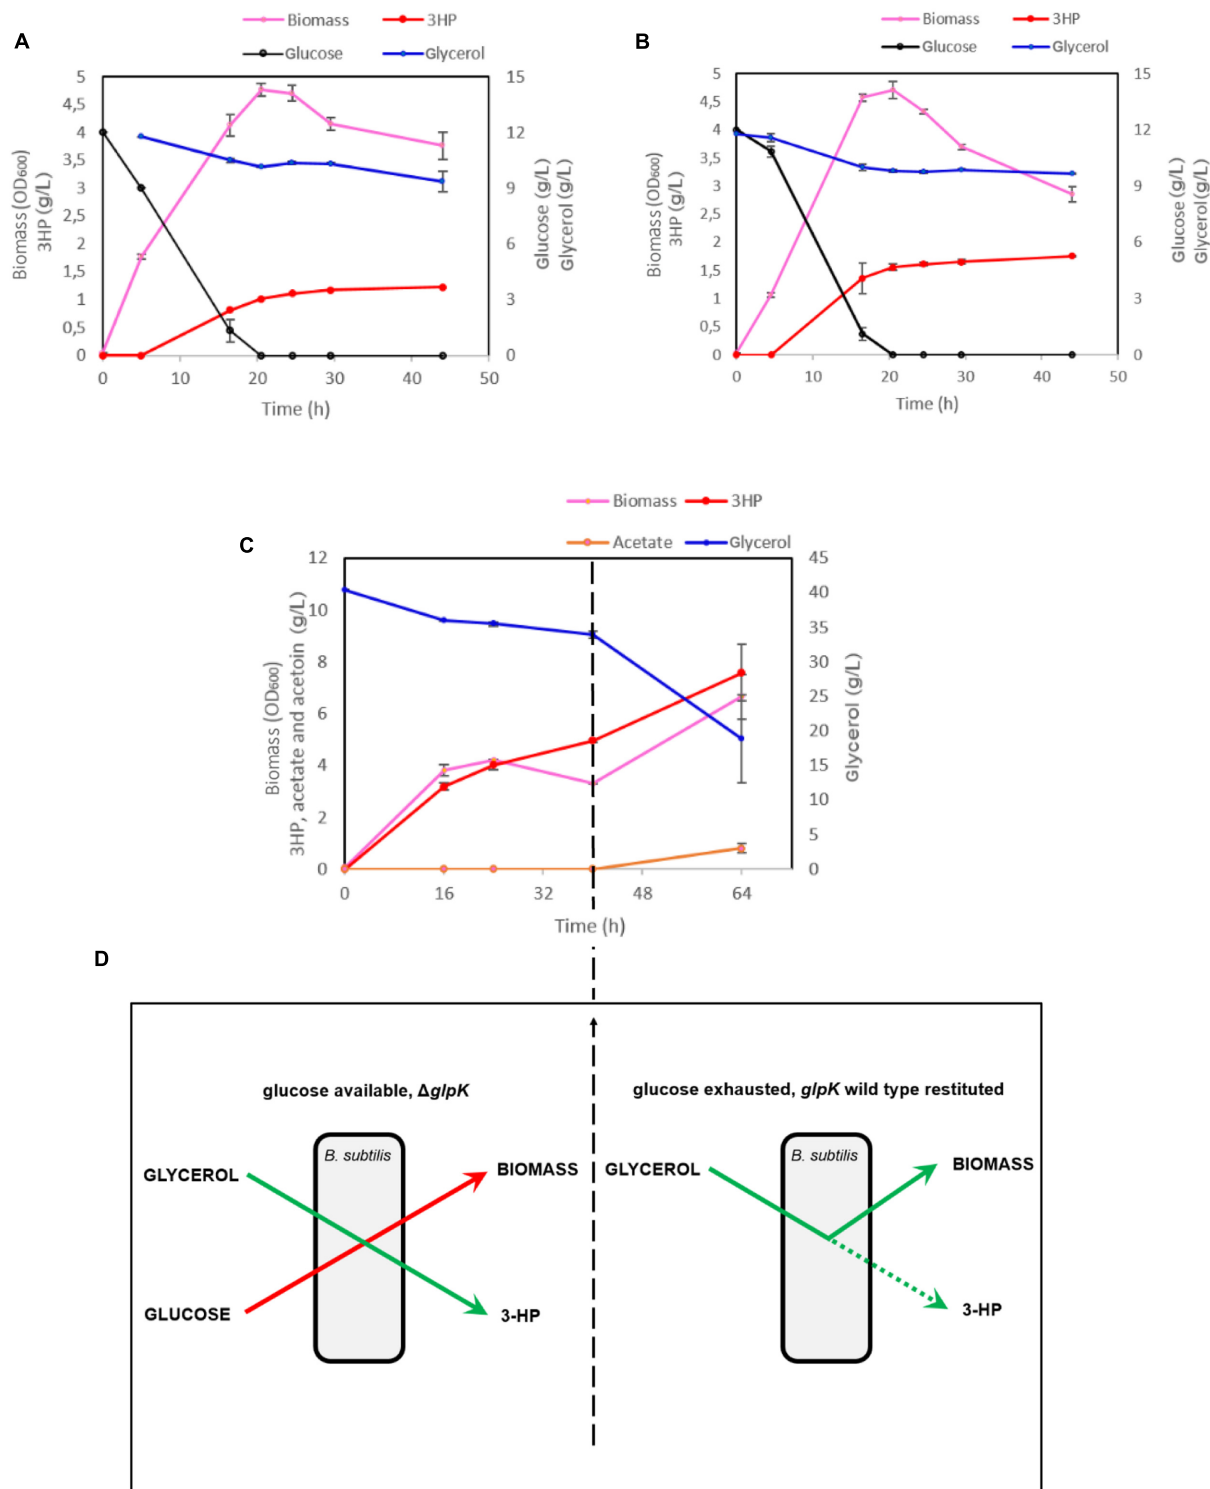 A
Biomass 3HP
Glucose Glycerol
5
4,5
4
3,5
3
2,5
2
1,5
1
0,5
0
15
12
9
6
3
0
0 10 20 30 40 50
Time (h)
Biomass (OD600)
3HP (g/L)
Glucose (g/L)
Glycerol (g/L)
B
Biomass 3HP
Glucose Glycerol
5
4,5
4
3,5
3
2,5
2
1,5
1
0,5
0
15
12
9
6
3
0
0 10 20 30 40 50
Time (h)
Biomass (OD600)
3HP (g/L)
Glucose (g/L)
Glycerol (g/L)
C
Biomass 3HP
Acetate Glycerol
12
10
8
6
4
2
0
45
40
35
30
25
20
15
10
5
0
0 16 32 48 64
Time (h)
Biomass (OD600)
3HP, acetate and acetoin (g/L)
Glycerol (g/L)
D
glucose available, ΔglpK
B. subtilis
GLYCEROL
BIOMASS
GLUCOSE
3-HP
glucose exhausted, glpK wild type restituted
B. subtilis
GLYCEROL
BIOMASS
3-HP